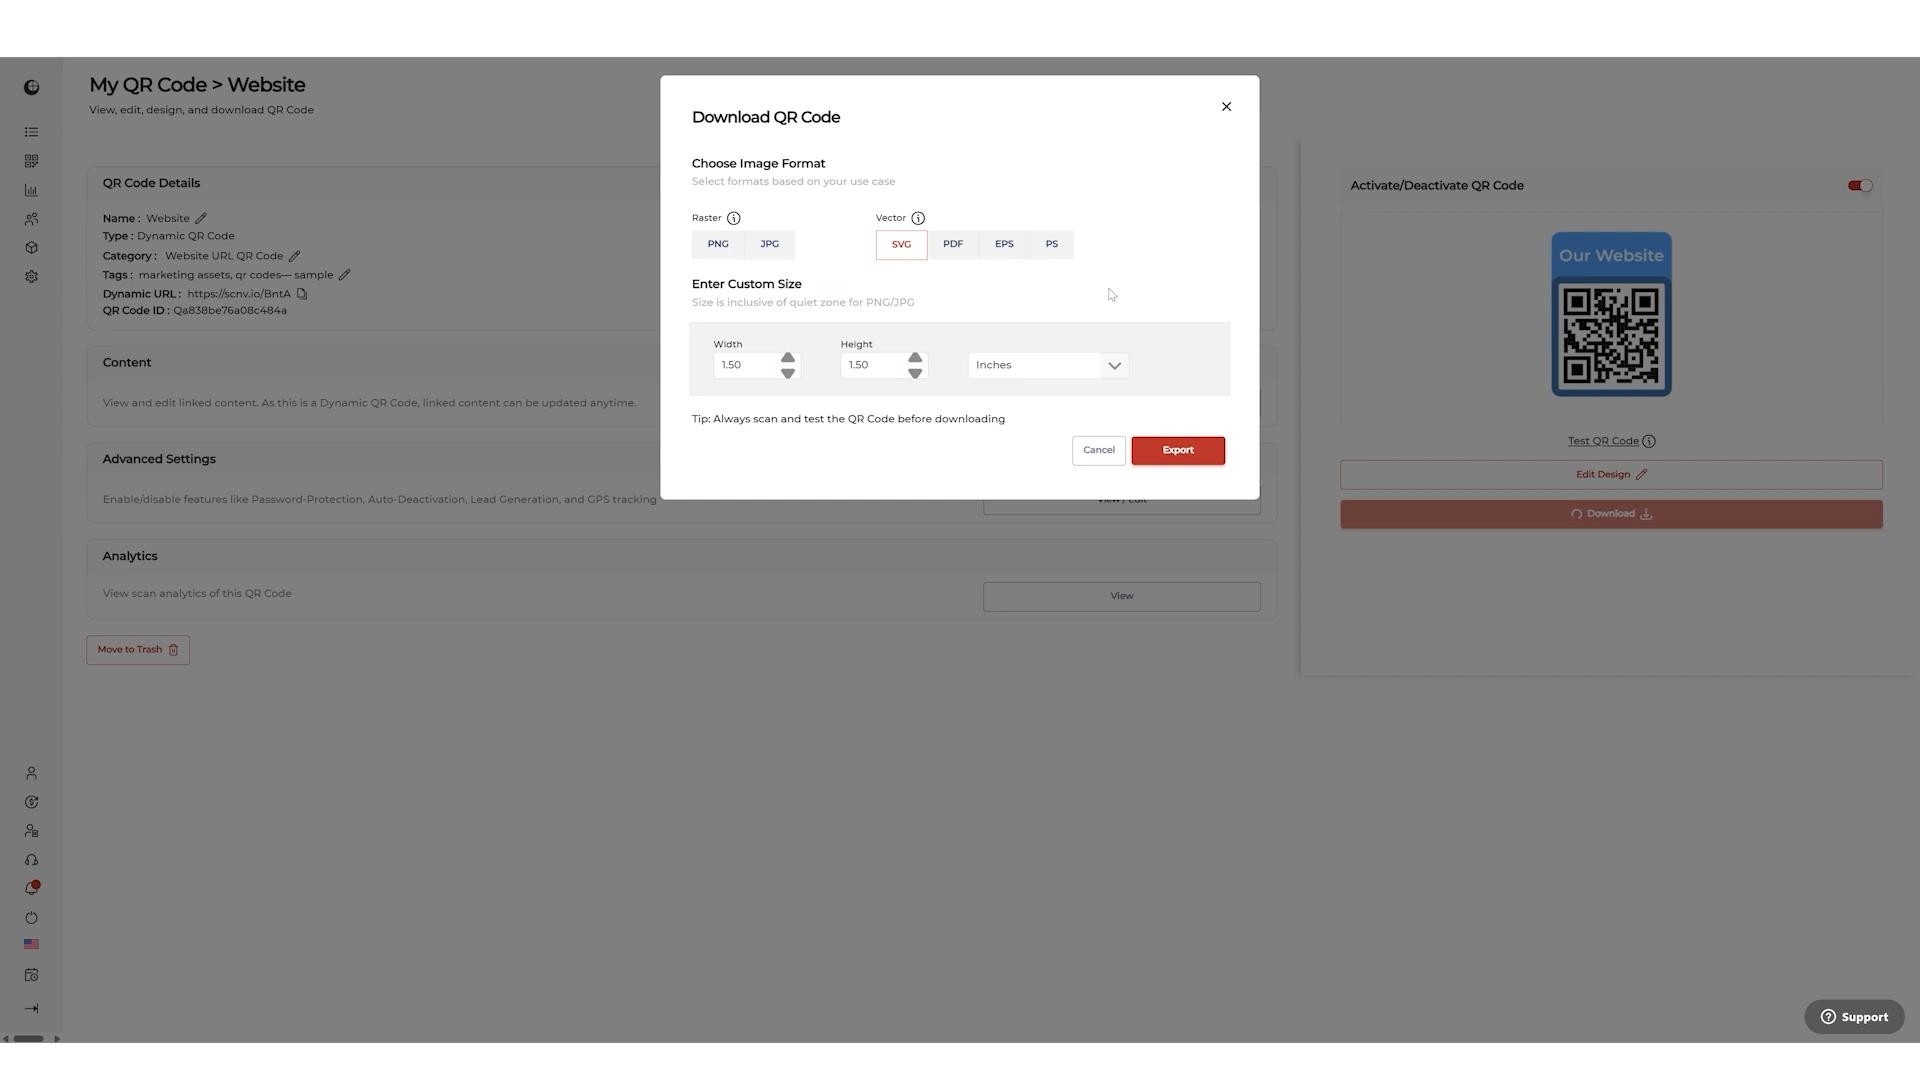 My QR Code > Website
View, edit, design, and download QR Code
QR Code Details
Name : Website
Type : Dynamic QR Code
Category : Website URL QR Code
Tags : marketing assets, qr codes— sample
Dynamic URL : https://scnv.io/BntA
QR Code ID : Qa838be76a08c484a
Content
View and edit linked content. As this is a Dynamic QR Code, linked content can be updated anytime.
Advanced Settings
Enable/disable features like Password-Protection, Auto-Deactivation, Lead Generation, and GPS tracking
View / Edit
Analytics
View scan analytics of this QR Code
View
Move to Trash
Download QR Code
Choose Image Format
Select formats based on your use case
Raster
Vector
PNG JPG SVG PDF EPS PS
Enter Custom Size
Size is inclusive of quiet zone for PNG/JPG
Width Height
1.50 1.50 Inches
Tip: Always scan and test the QR Code before downloading
Cancel Export
Activate/Deactivate QR Code
Our Website
Test QR Code
Edit Design
Download
Support